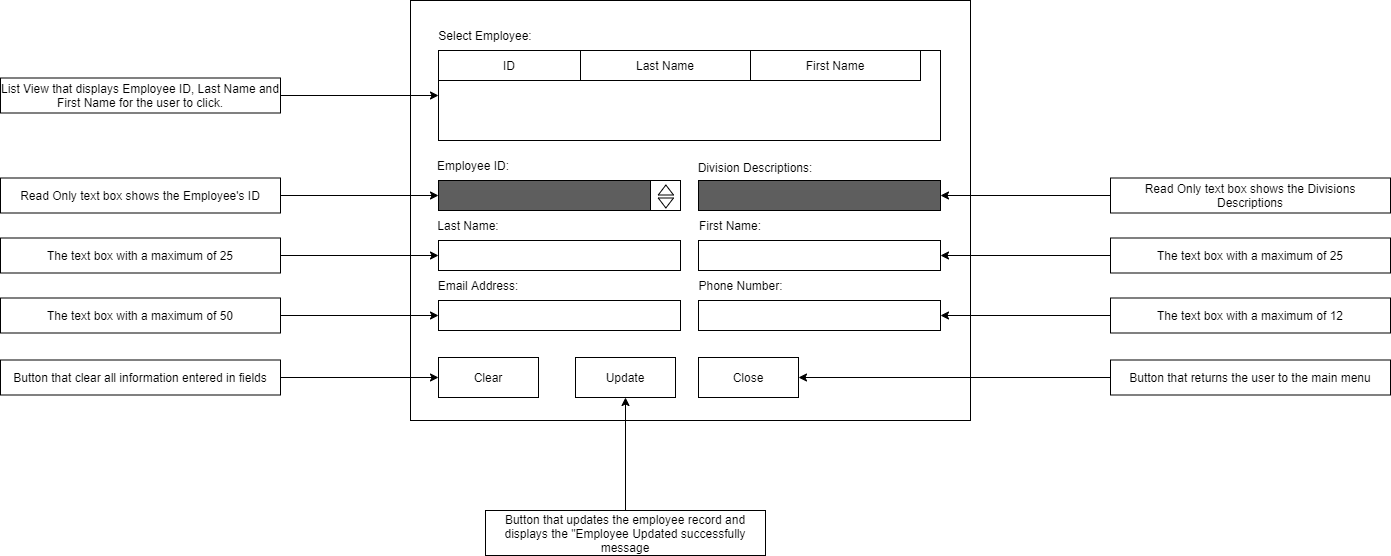 Select Employee:
ID
Last Name
First Name
List View that displays Employee ID, Last Name and
First Name for the user to click.
Employee ID:
Division Descriptions:
Read Only text box shows the Employee's ID
Read Only text box shows the Divisions
Descriptions
Last Name:
First Name:
The text box with a maximum of 25
The text box with a maximum of 25
Email Address:
Phone Number:
The text box with a maximum of 50
The text box with a maximum of 12
Button that clear all information entered in fields
Clear
Update
Close
Button that returns the user to the main menu
Button that updates the employee record and
displays the "Employee Updated successfully
message